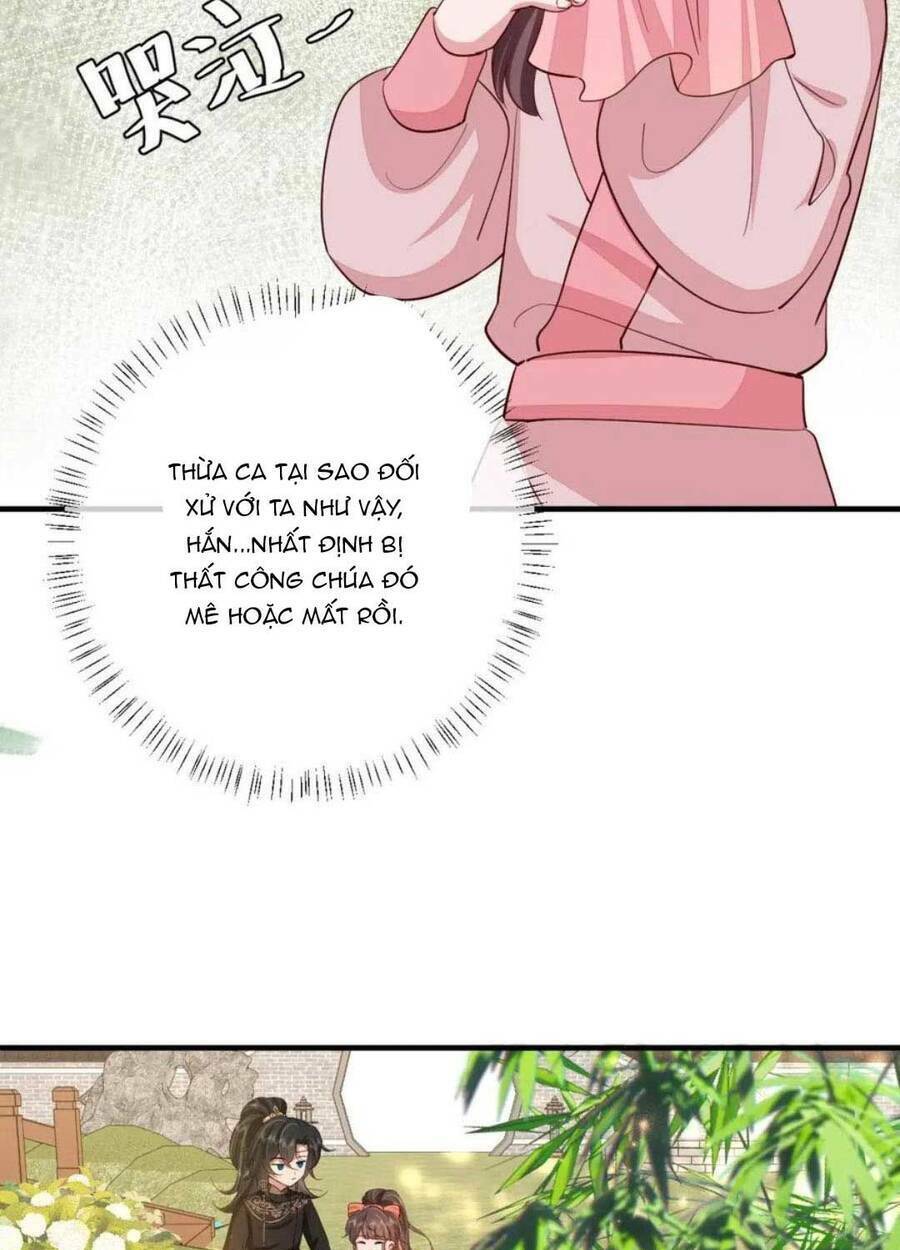 哭泣
THỪA CA TẠI SAO ĐỐI
XỬ VỚI TA NHƯ VẬY,
HẮN...NHẤT ĐỊNH BỊ
THẤT CÔNG CHÚA ĐÓ
MÊ HOẶC MẤT RỒI.